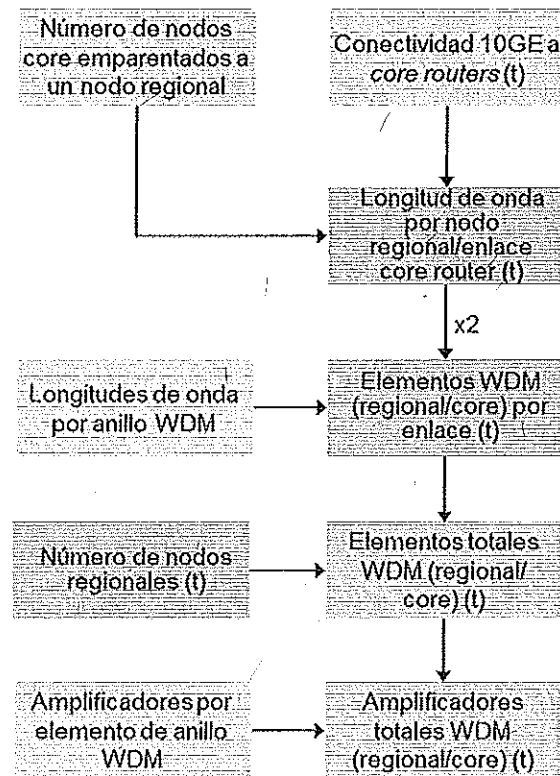 Número de nodos
core emparentados a
un nodo regional
Conectividad 10GE a
core routers (t)
Longitud de onda
por nodo
regional/enlace
core router (t)
x2
Longitudes de onda
por anillo WDM
Elementos WDM
(regional/core) por
enlace (t)
Número de nodos
regionales (t)
Elementos totales
WDM (regional/
core) (t)
Amplificadores por
elemento de anillo
WDM
Amplificadores
totales WDM
(regional/core) (t)